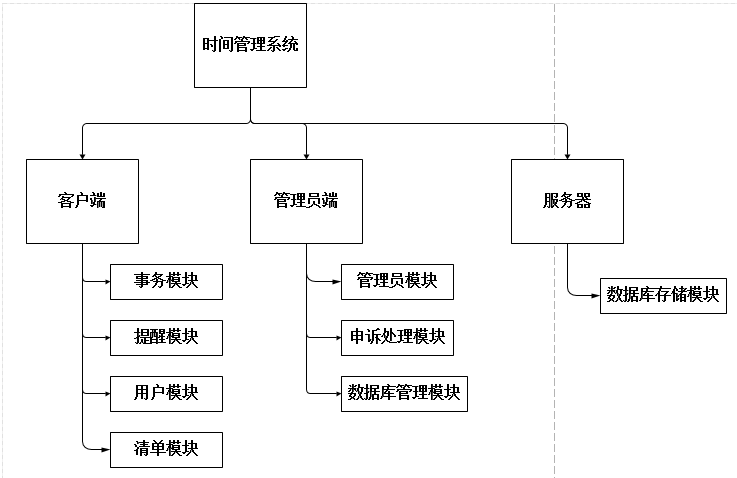 时间管理系统
客户端
管理员端
服务器
事务模块
提醒模块
用户模块
清单模块
管理员模块
申诉处理模块
数据库管理模块
数据库存储模块